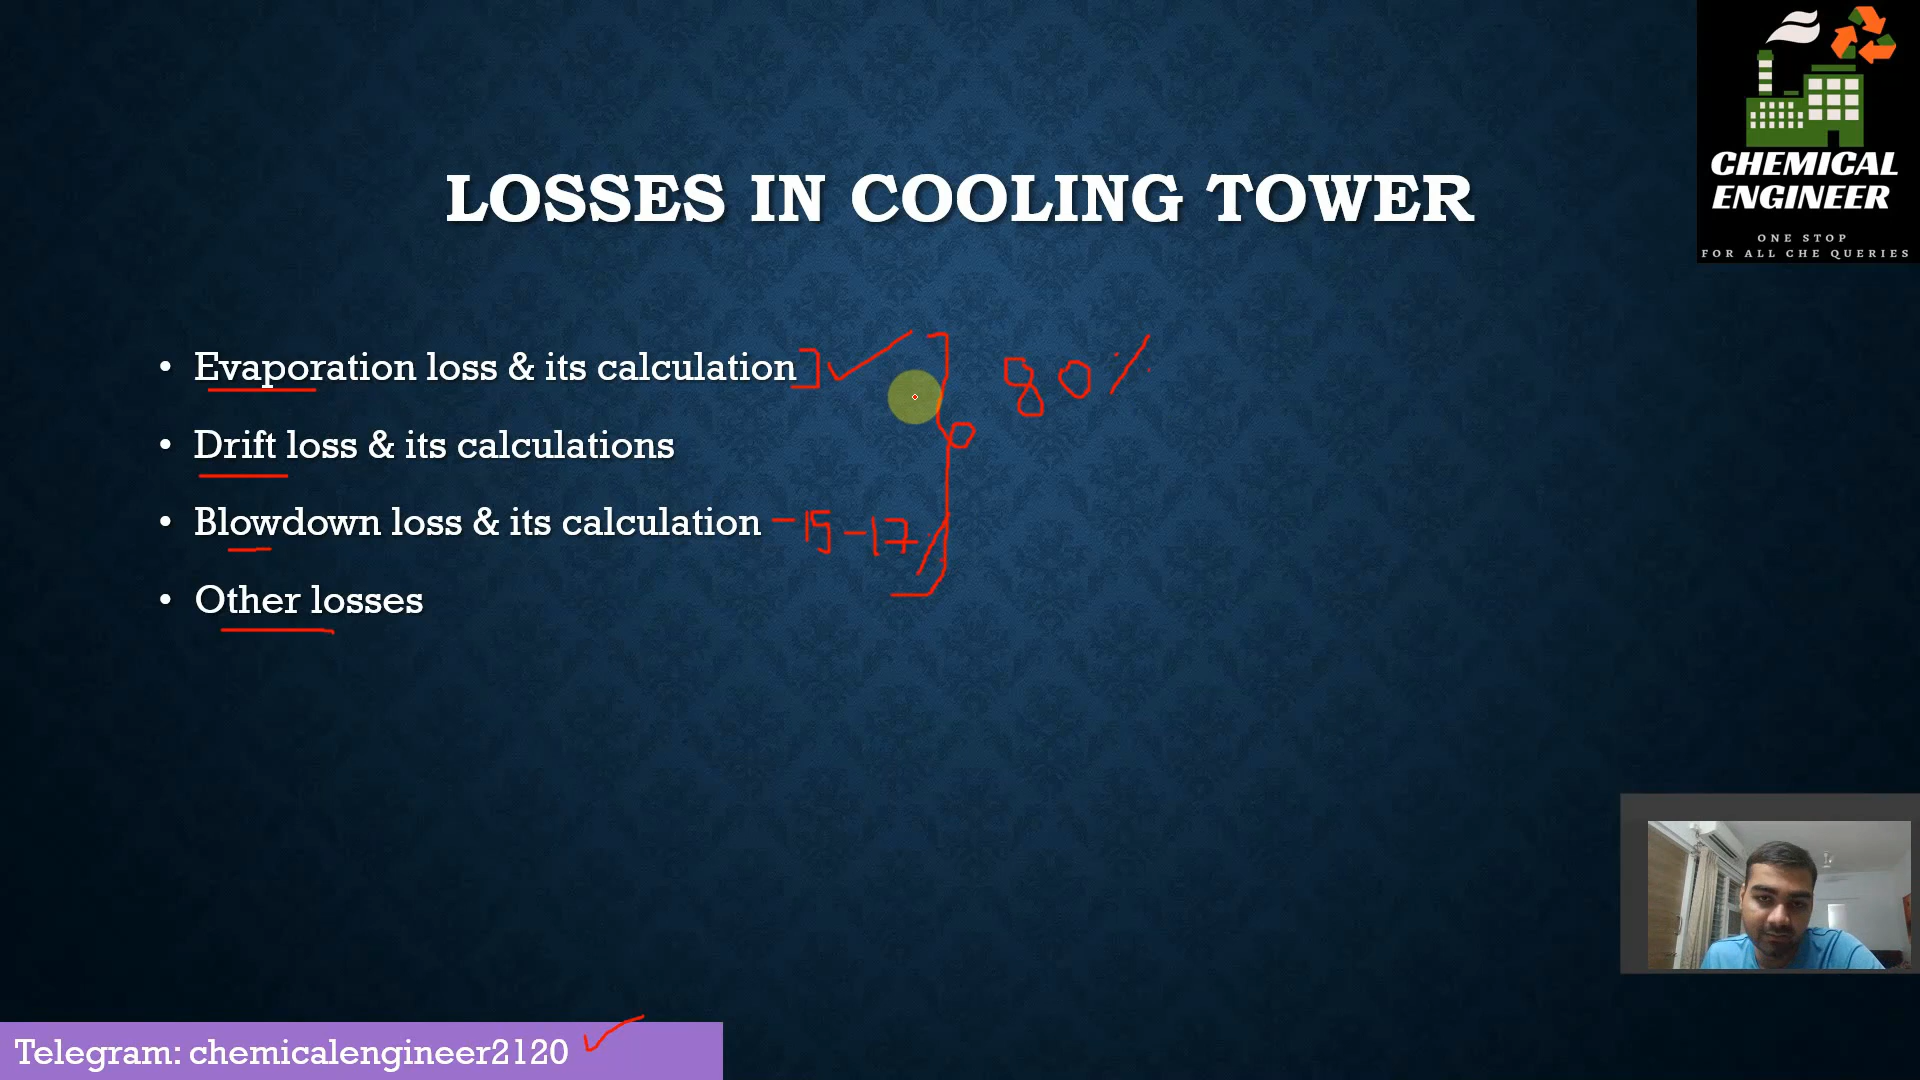 CHEMICAL
ENGINEER
ONE STOP
FOR ALL CHE QUERIES
LOSSES IN COOLING TOWER
• Evaporation loss & its calculation 80%
• Drift loss & its calculations
• Blowdown loss & its calculation - 15-17%
• Other losses
Telegram: chemicalengineer2120